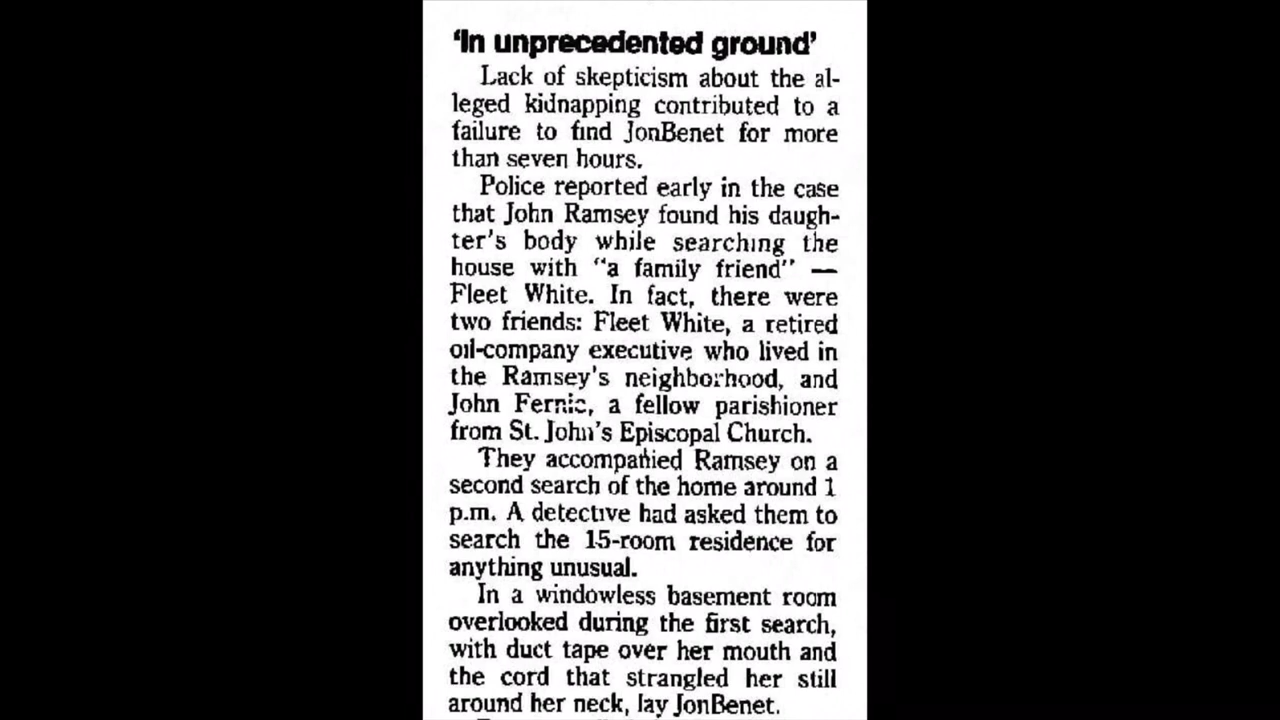 ‘In unprecedented ground’
Lack of skepticism about the al-
leged kidnapping contributed to a
failure to find JonBenet for more
than seven hours.
Police reported early in the case
that John Ramsey found his daugh-
ter's body while searching the
house with “a family friend” —
Fleet White. In fact, there were
two friends: Fleet White, a retired
oil-company executive who lived in
the Ramsey's neighborhood, and
John Fernie, a fellow parishioner
from St. John's Episcopal Church.
They accompanied Ramsey on a
second search of the home around 1
p.m. A detective had asked them to
search the 15-room residence for
anything unusual.
In a windowless basement room
overlooked during the first search,
with duct tape over her mouth and
the cord that strangled her still
around her neck, lay JonBenet.